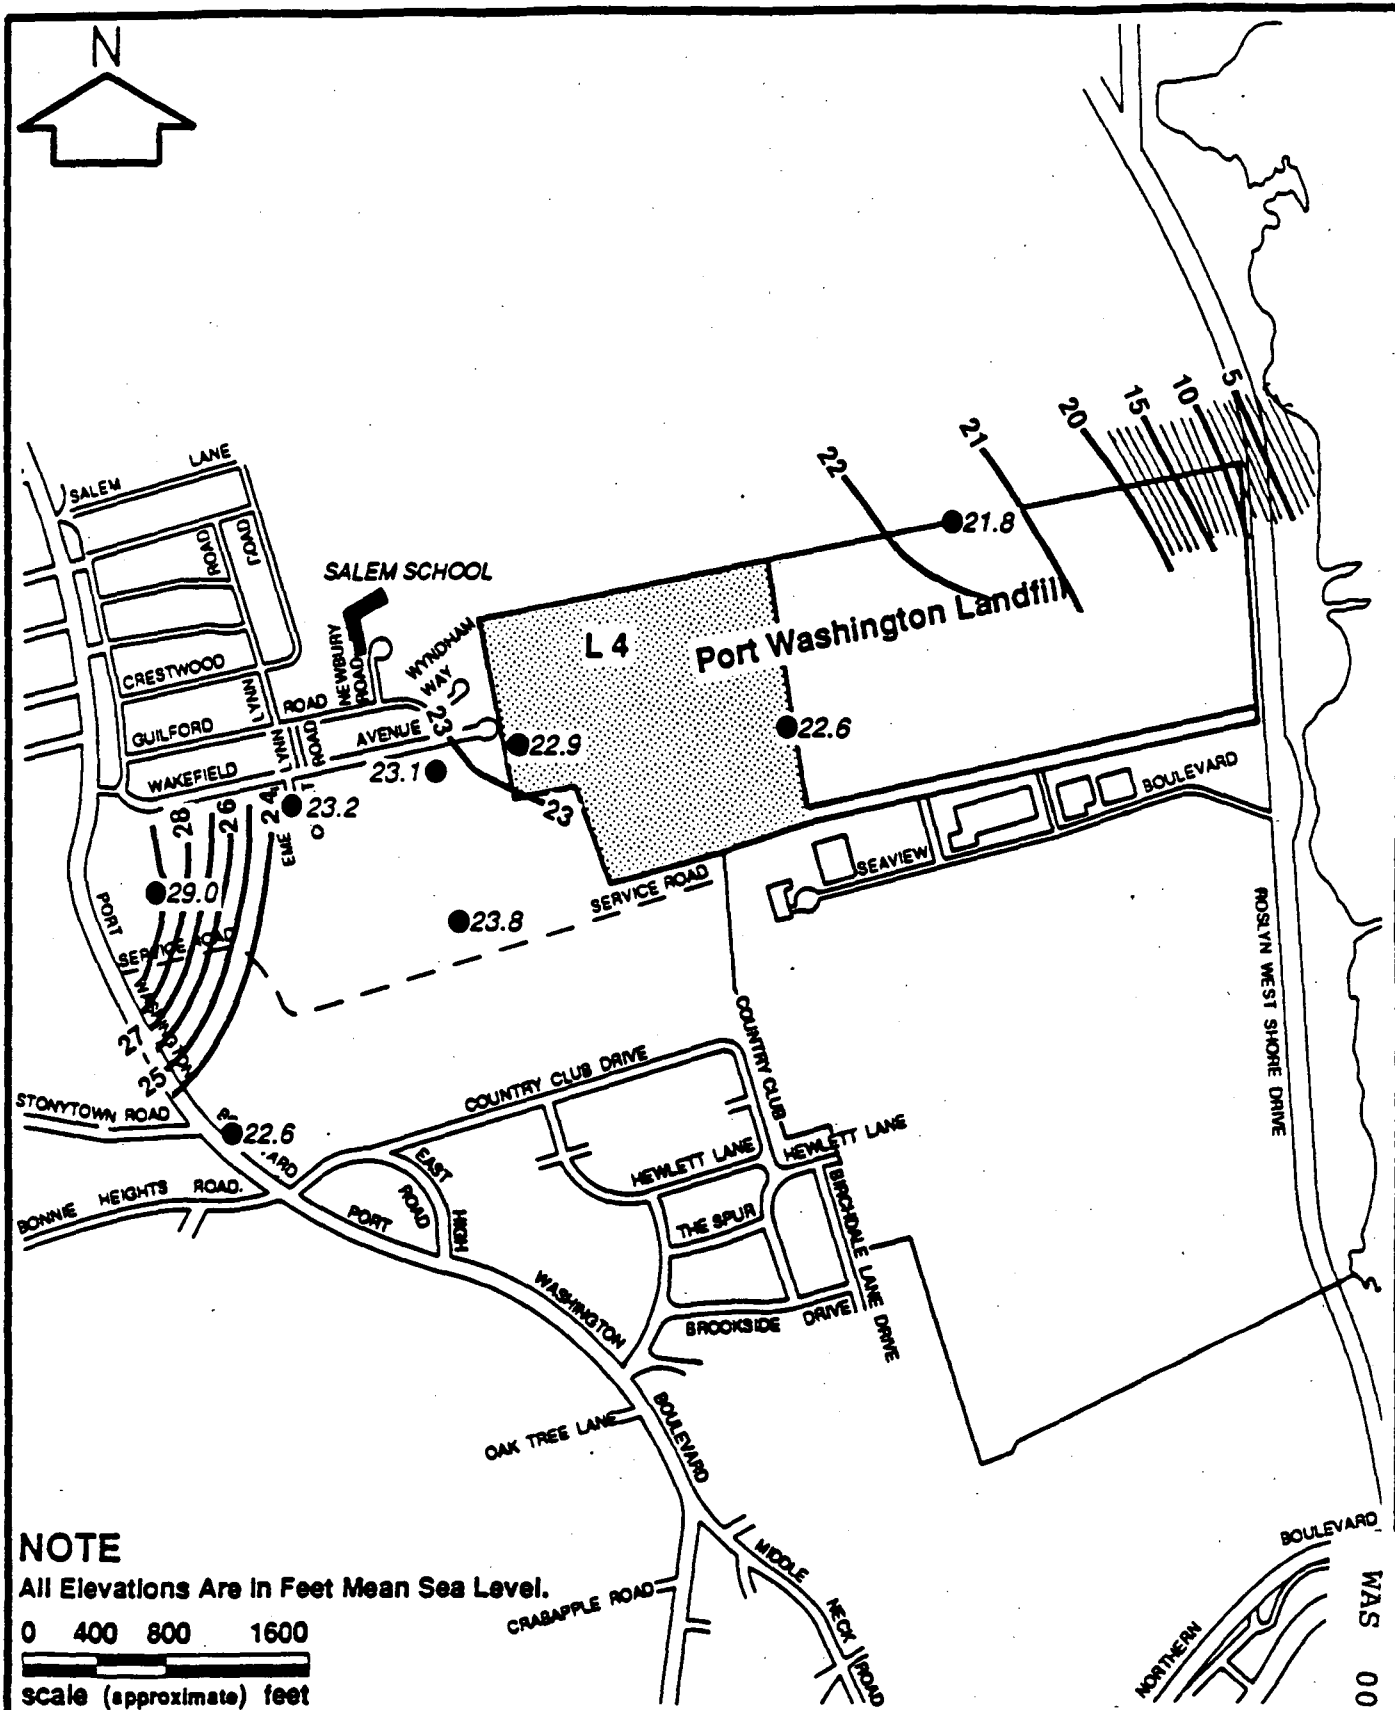 N
5
10
15
20
21
22
21.8
SALEM LANE
ROAD
ROAD
SALEM SCHOOL
L 4
Port Washington Landfill
WYNDHAM
WAY
NEWBURY
ROAD
CRESTWOOD
LYNN
ROAD
GUILFORD
LYNN
ROAD
AVENUE
23
22.9
22.6
WAKEFIELD
23.1
23.2
23
28
26
24
EME
BOULEVARD
SEAVIEW
29.0
23.8
SERVICE ROAD
PORT
SERVICE ROAD
WASHINGTON
27
25
ROSLYN WEST SHORE DRIVE
COUNTRY CLUB
COUNTRY CLUB DRIVE
STONYTOWN ROAD
22.6
ARD
HEWLETT LANE
HEWLETT LANE
EAST
ROAD
HIGH
BONNIE HEIGHTS ROAD.
PORT
THE SPUR
BIRCHDALE LANE DRIVE
WASHINGTON
BROOKSIDE DRIVE
BOULEVARD
OAK TREE LANE
MIDDLE
NECK
ROAD
CRABAPPLE ROAD
BOULEVARD
NORTHERN
WAS 00
NOTE
All Elevations Are in Feet Mean Sea Level.
0 400 800 1600
scale (approximate) feet